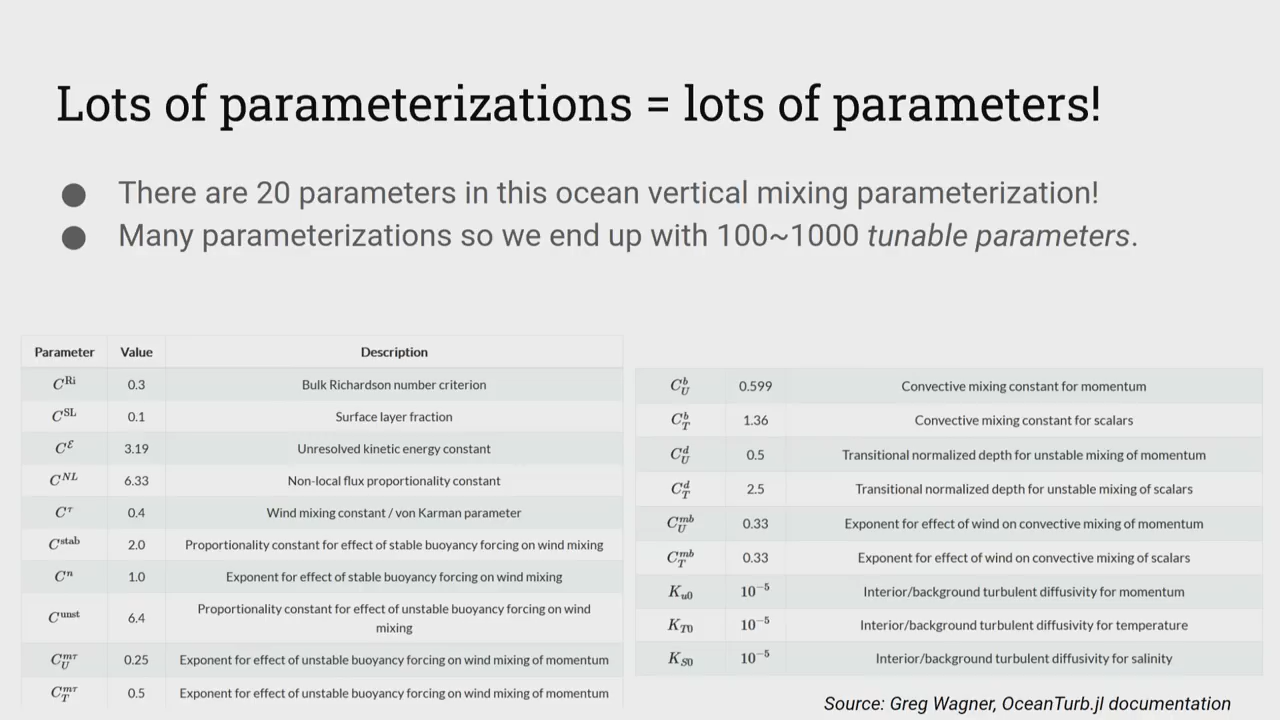 Lots of parameterizations = lots of parameters!
● There are 20 parameters in this ocean vertical mixing parameterization!
● Many parameterizations so we end up with 100~1000 tunable parameters.
Parameter Value Description
C^Ri 0.3 Bulk Richardson number criterion
C^SL 0.1 Surface layer fraction
C^ℰ 3.19 Unresolved kinetic energy constant
C^NL 6.33 Non-local flux proportionality constant
C^τ 0.4 Wind mixing constant / von Karman parameter
C^stab 2.0 Proportionality constant for effect of stable buoyancy forcing on wind mixing
C^n 1.0 Exponent for effect of stable buoyancy forcing on wind mixing
C^unst 6.4 Proportionality constant for effect of unstable buoyancy forcing on wind
mixing
C_U^mτ 0.25 Exponent for effect of unstable buoyancy forcing on wind mixing of momentum
C_T^mτ 0.5 Exponent for effect of unstable buoyancy forcing on wind mixing of momentum
C_U^b 0.599 Convective mixing constant for momentum
C_T^b 1.36 Convective mixing constant for scalars
C_U^d 0.5 Transitional normalized depth for unstable mixing of momentum
C_T^d 2.5 Transitional normalized depth for unstable mixing of scalars
C_U^mb 0.33 Exponent for effect of wind on convective mixing of momentum
C_T^mb 0.33 Exponent for effect of wind on convective mixing of scalars
K_u0 10^−5 Interior/background turbulent diffusivity for momentum
K_T0 10^−5 Interior/background turbulent diffusivity for temperature
K_S0 10^−5 Interior/background turbulent diffusivity for salinity
Source: Greg Wagner, OceanTurb.jl documentation